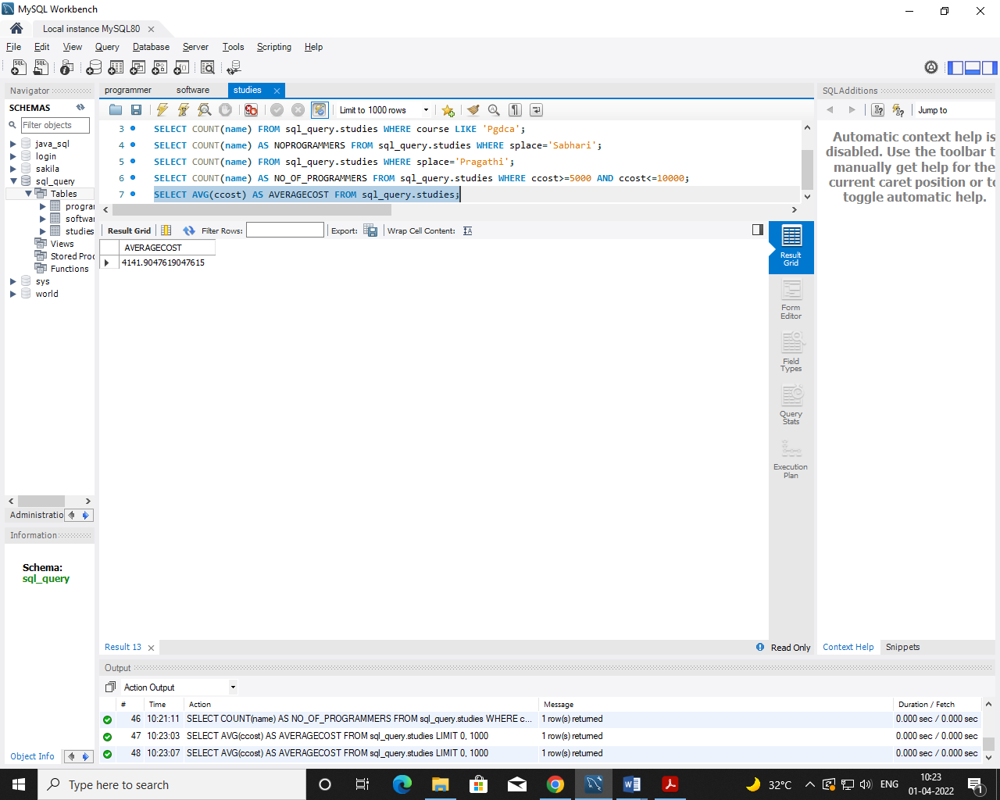 MySQL Workbench
Local instance MySQL80
File Edit View Query Database Server Tools Scripting Help
Navigator
SCHEMAS
Filter objects
java_sql
login
sakila
sql_query
Tables
progra
softwa
studies
Views
Stored Proc
Functions
sys
world
Administratio
Information
Schema:
sql_query
Object Info
programmer software studies
Limit to 1000 rows
3 SELECT COUNT(name) FROM sql_query.studies WHERE course LIKE 'Pgdca';
4 SELECT COUNT(name) AS NOPROGRAMMERS FROM sql_query.studies WHERE splace='Sabhari';
5 SELECT COUNT(name) FROM sql_query.studies WHERE splace='Pragathi';
6 SELECT COUNT(name) AS NO_OF_PROGRAMMERS FROM sql_query.studies WHERE ccost>=5000 AND ccost<=10000;
7 SELECT AVG(ccost) AS AVERAGECOST FROM sql_query.studies;
Result Grid Filter Rows: Export: Wrap Cell Content:
AVERAGECOST
4141.9047619047615
Result
Grid
Form
Editor
Field
Types
Query
Stats
Execution
Plan
Result 13
Read Only
SQLAdditions
Jump to
Automatic context help is
disabled. Use the toolbar t
manually get help for the
current caret position or to
toggle automatic help.
Context Help Snippets
Output
Action Output
# Time Action Message Duration / Fetch
46 10:21:11 SELECT COUNT(name) AS NO_OF_PROGRAMMERS FROM sql_query.studies WHERE c... 1 row(s) returned 0.000 sec / 0.000 sec
47 10:23:03 SELECT AVG(ccost) AS AVERAGECOST FROM sql_query.studies LIMIT 0, 1000 1 row(s) returned 0.000 sec / 0.000 sec
48 10:23:07 SELECT AVG(ccost) AS AVERAGECOST FROM sql_query.studies LIMIT 0, 1000 1 row(s) returned 0.000 sec / 0.000 sec
Type here to search
32°C
ENG
10:23
01-04-2022
1